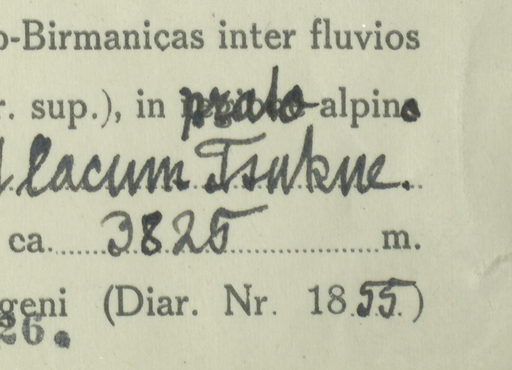 o-Birmanicas inter fluvios
r. sup.), in prato alpino
lacum Tsukue.
ca. 3825 m.
geni (Diar. Nr. 1855)
26.